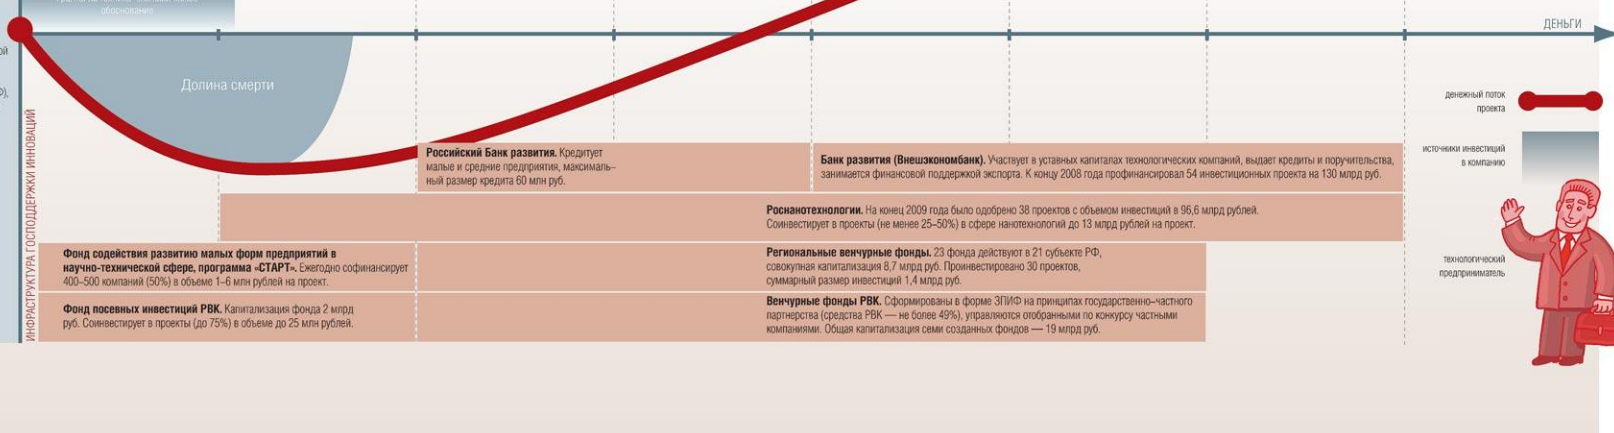 обоснование
ДЕНЬГИ
Долина смерти
денежный поток
проекта
источники инвестиций
в компанию
технологический
предприниматель
ИНФРАСТРУКТУРА ГОСПОДДЕРЖКИ ИННОВАЦИЙ
Российский Банк развития. Кредитует
малые и средние предприятия, максималь-
ный размер кредита 60 млн руб.
Банк развития (Внешэкономбанк). Участвует в уставных капиталах технологических компаний, выдает кредиты и поручительства,
занимается финансовой поддержкой экспорта. К концу 2008 года профинансировал 54 инвестиционных проекта на 130 млрд руб.
Роснанотехнологии. На конец 2009 года было одобрено 38 проектов с объемом инвестиций в 96,6 млрд рублей.
Соинвестирует в проекты (не менее 25–50%) в сфере нанотехнологий до 13 млрд рублей на проект.
Фонд содействия развитию малых форм предприятий в
научно-технической сфере, программа «СТАРТ». Ежегодно софинансирует
400–500 компаний (50%) в объеме 1–6 млн рублей на проект.
Региональные венчурные фонды. 23 фонда действуют в 21 субъекте РФ,
совокупная капитализация 8,7 млрд руб. Проинвестировано 30 проектов,
суммарный размер инвестиций 1,4 млрд руб.
Фонд посевных инвестиций РВК. Капитализация фонда 2 млрд
руб. Соинвестирует в проекты (до 75%) в объеме до 25 млн рублей.
Венчурные фонды РВК. Сформированы в форме ЗПИФ на принципах государственно-частного
партнерства (средства РВК — не более 49%), управляются отобранными по конкурсу частными
компаниями. Общая капитализация семи созданных фондов — 19 млрд руб.